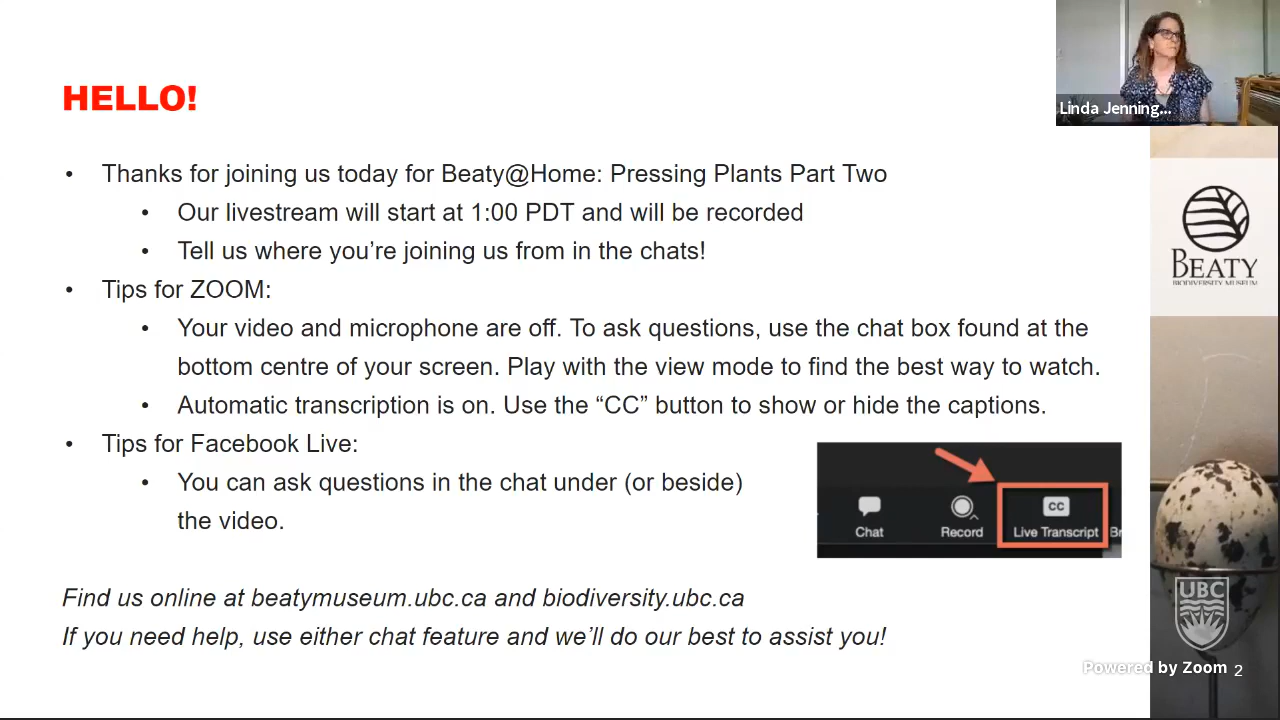 HELLO!
Linda Jenning...
• Thanks for joining us today for Beaty@Home: Pressing Plants Part Two
• Our livestream will start at 1:00 PDT and will be recorded
• Tell us where you’re joining us from in the chats!
• Tips for ZOOM:
• Your video and microphone are off. To ask questions, use the chat box found at the
bottom centre of your screen. Play with the view mode to find the best way to watch.
• Automatic transcription is on. Use the “CC” button to show or hide the captions.
• Tips for Facebook Live:
• You can ask questions in the chat under (or beside)
the video.
CC
Chat Record Live Transcript Br
Find us online at beatymuseum.ubc.ca and biodiversity.ubc.ca
If you need help, use either chat feature and we’ll do our best to assist you!
BEATY
BIODIVERSITY MUSEUM
UBC
Powered by Zoom 2